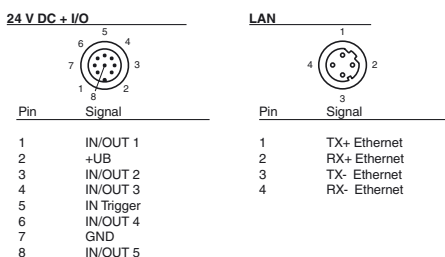 24 V DC + I/O
5
6 4
7 3
1 2
8
Pin Signal
1 IN/OUT 1
2 +UB
3 IN/OUT 2
4 IN/OUT 3
5 IN Trigger
6 IN/OUT 4
7 GND
8 IN/OUT 5
LAN
1
4 2
3
Pin Signal
1 TX+ Ethernet
2 RX+ Ethernet
3 TX- Ethernet
4 RX- Ethernet